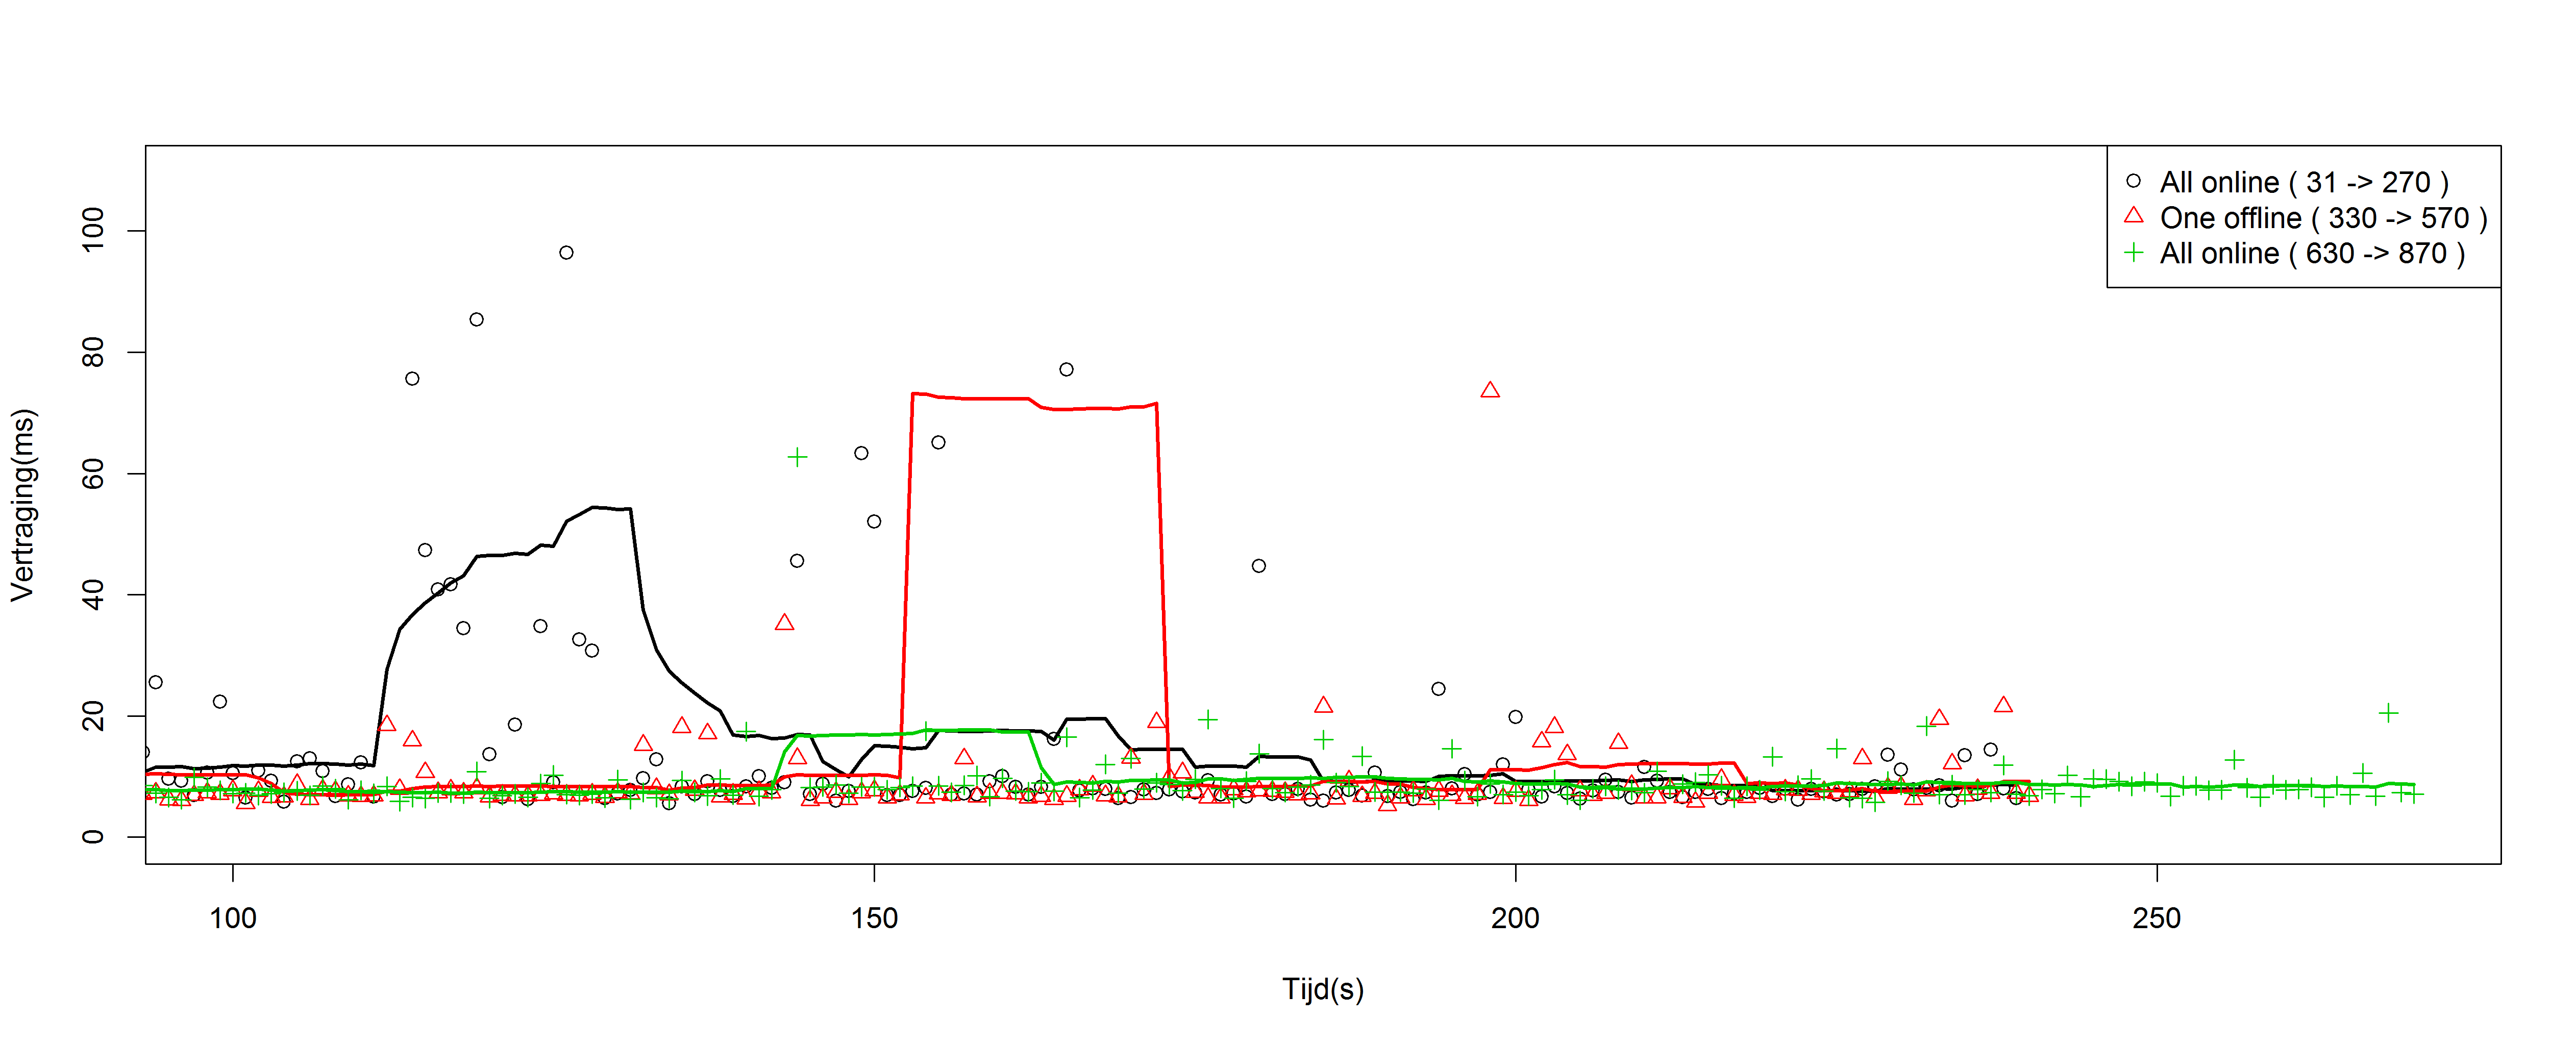 All online ( 31 -> 270 )
One offline ( 330 -> 570 )
All online ( 630 -> 870 )
Vertraging(ms)
100
80
60
40
20
0
100
150
200
250
Tijd(s)